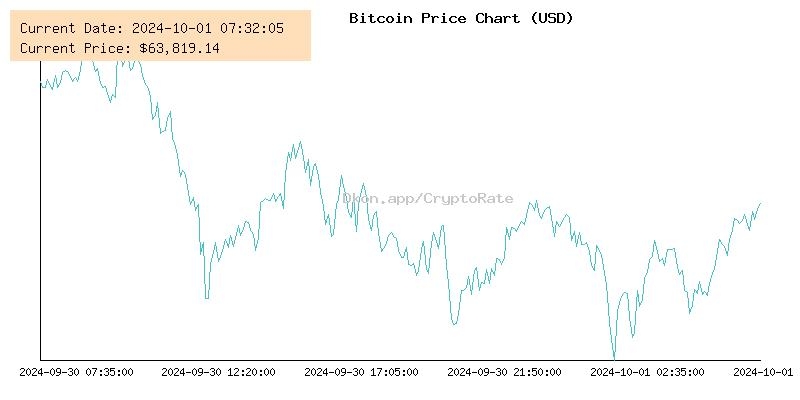 Bitcoin Price Chart (USD)
Current Date: 2024-10-01 07:32:05
Current Price: $63,819.14
Dkon.app/CryptoRate
2024-09-30 07:35:00 2024-09-30 12:20:00 2024-09-30 17:05:00 2024-09-30 21:50:00 2024-10-01 02:35:00 2024-10-01